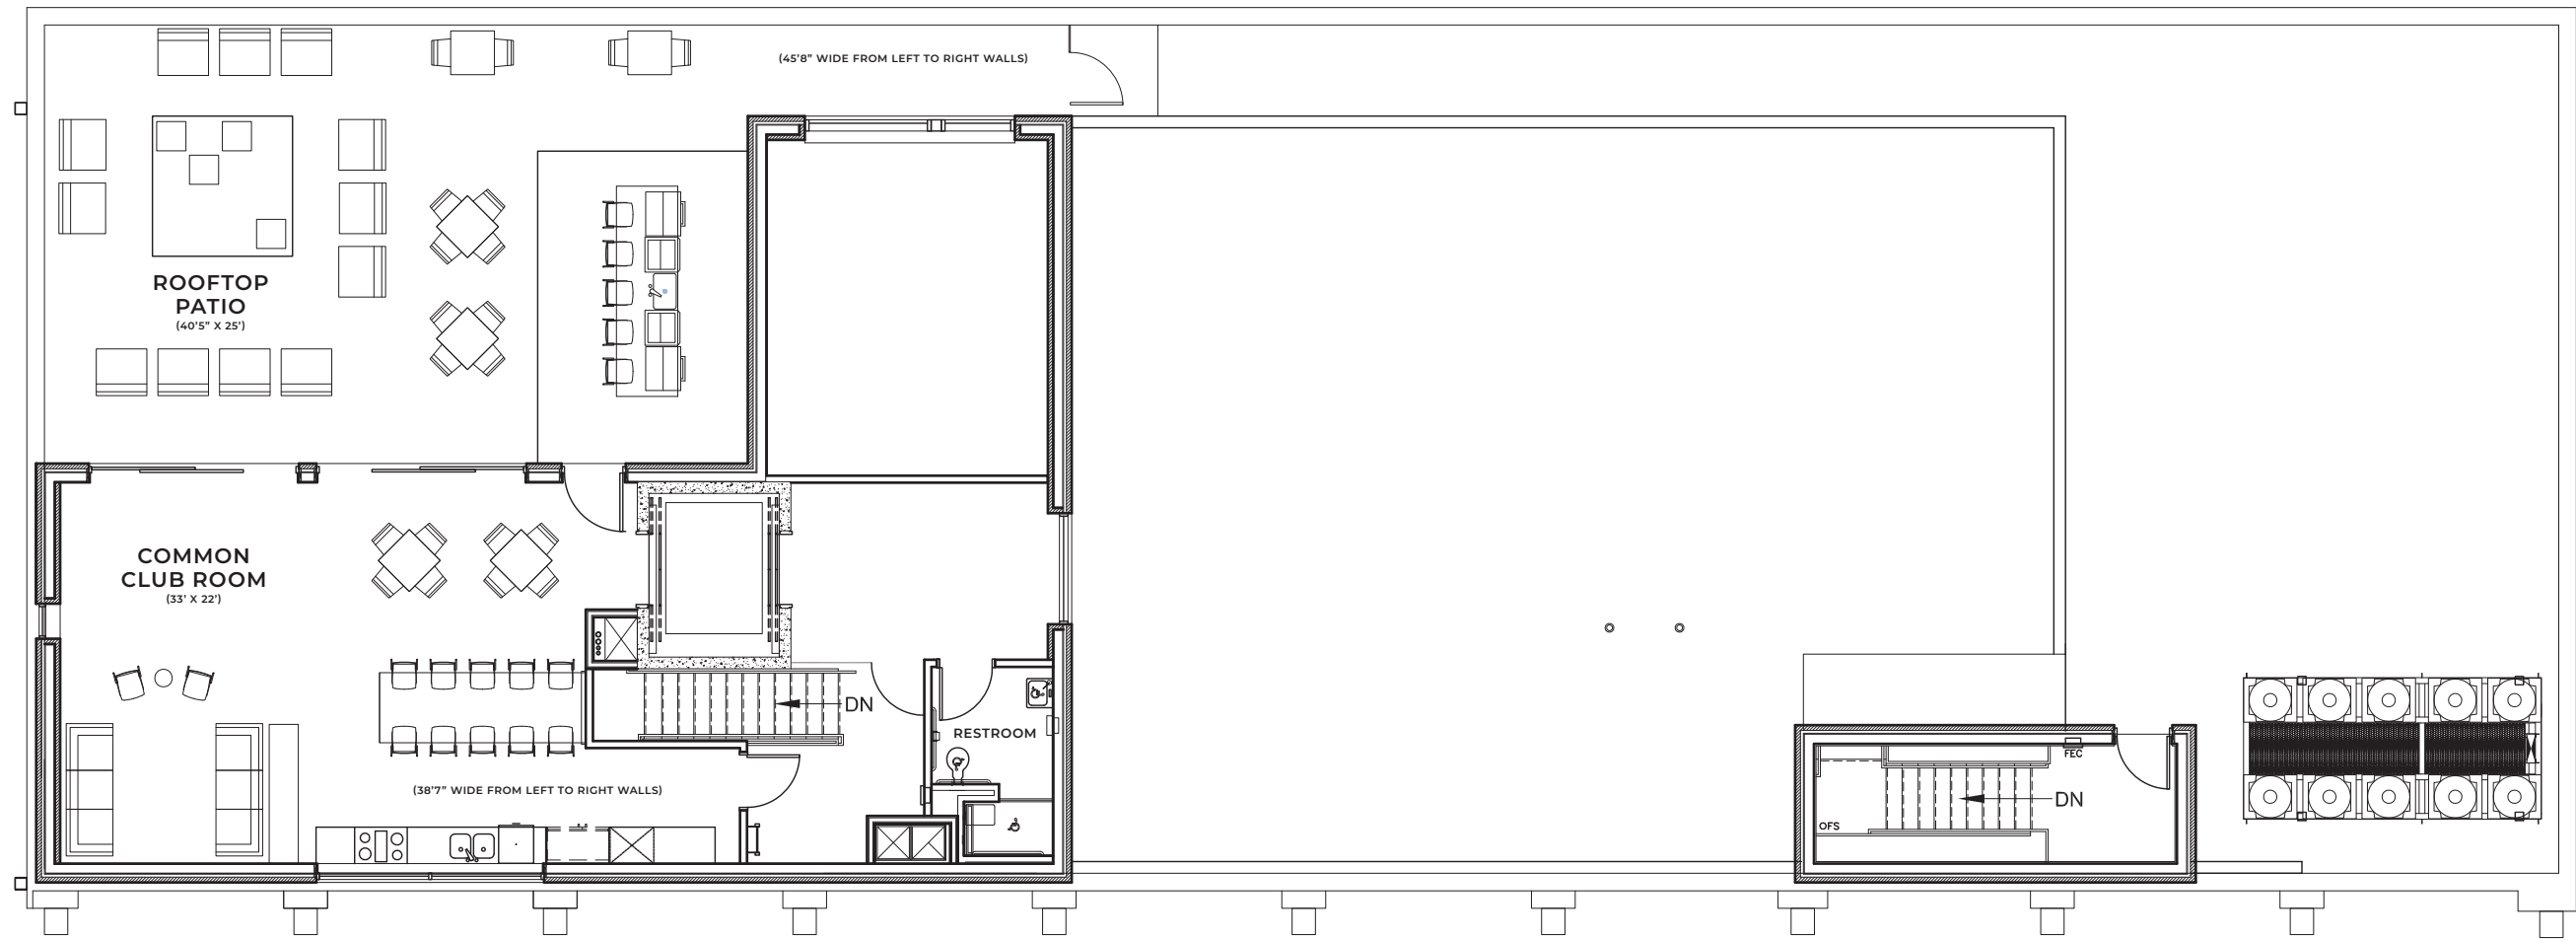 (45'8" WIDE FROM LEFT TO RIGHT WALLS)
ROOFTOP
PATIO
(40'5" X 25')
COMMON
CLUB ROOM
(33' X 22')
DN
RESTROOM
(38'7" WIDE FROM LEFT TO RIGHT WALLS)
FEC
DN
OFS